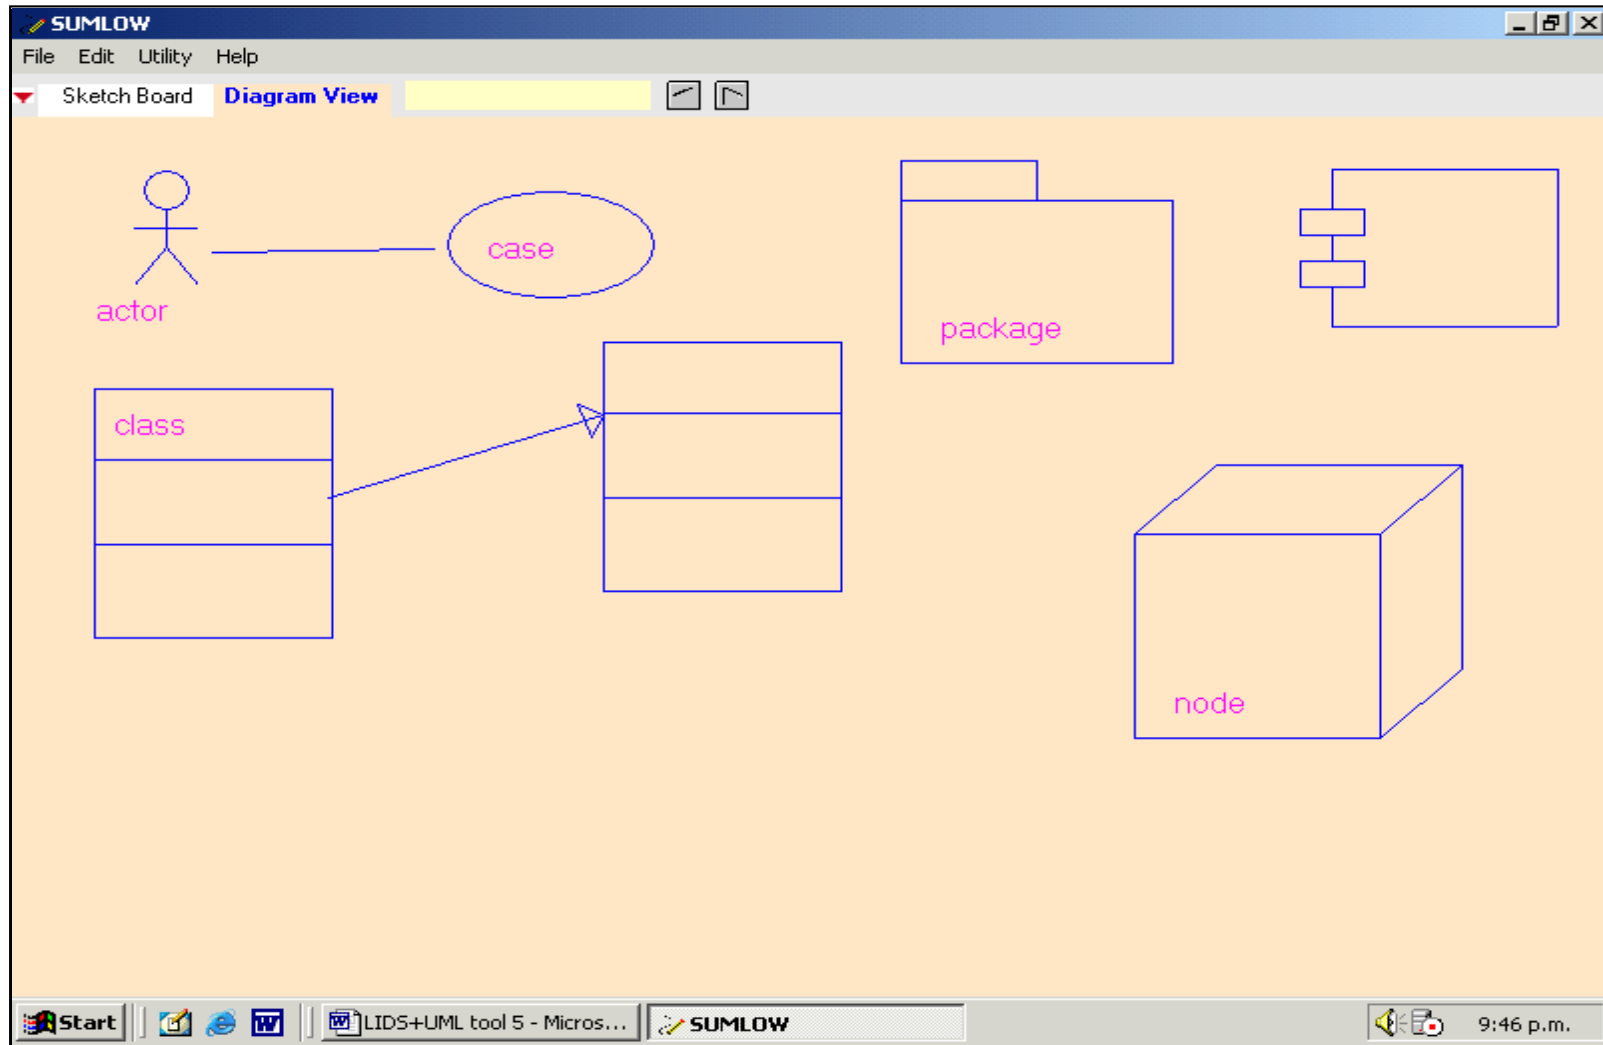 SUMLOW
File Edit Utility Help
Sketch Board Diagram View
case
actor
package
class
node
Start LIDS+UML tool 5 - Micros... SUMLOW 9:46 p.m.